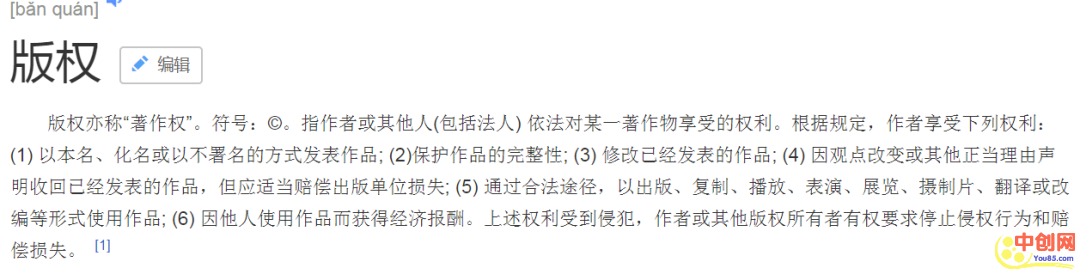 [bǎn quán]
版权 编辑
版权亦称“著作权”。符号：©。指作者或其他人(包括法人) 依法对某一著作物享受的权利。根据规定，作者享受下列权利：
(1) 以本名、化名或以不署名的方式发表作品; (2)保护作品的完整性; (3) 修改已经发表的作品; (4) 因观点改变或其他正当理由声
明收回已经发表的作品，但应适当赔偿出版单位损失; (5) 通过合法途径，以出版、复制、播放、表演、展览、摄制片、翻译或改
编等形式使用作品; (6) 因他人使用作品而获得经济报酬。上述权利受到侵犯，作者或其他版权所有者有权要求停止侵权行为和赔
偿损失。 [1]
中创网
You85.com